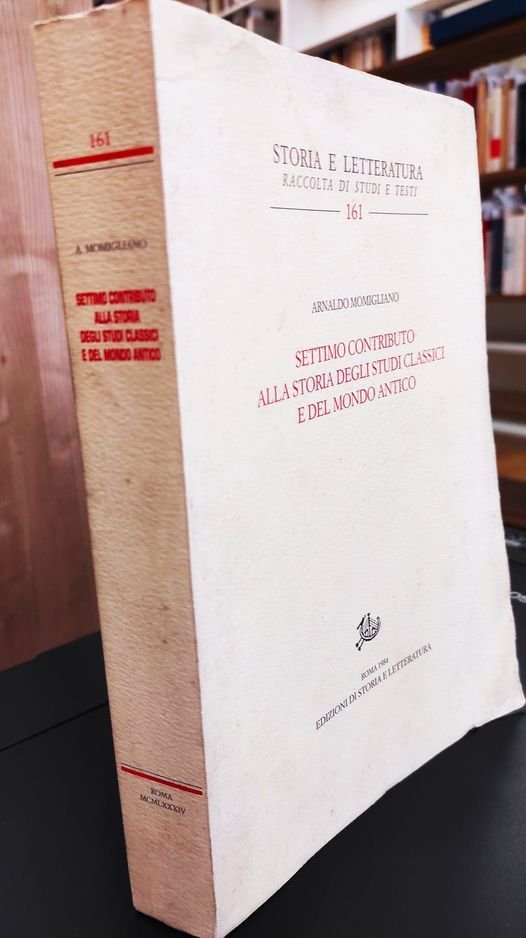 161
A. MOMIGLIANO
SETTIMO CONTRIBUTO
ALLA STORIA
DEGLI STUDI CLASSICI
E DEL MONDO ANTICO
ROMA
MCMLXXXIV
STORIA E LETTERATURA
RACCOLTA DI STUDI E TESTI
161
ARNALDO MOMIGLIANO
SETTIMO CONTRIBUTO
ALLA STORIA DEGLI STUDI CLASSICI
E DEL MONDO ANTICO
ROMA 1984
EDIZIONI DI STORIA E LETTERATURA